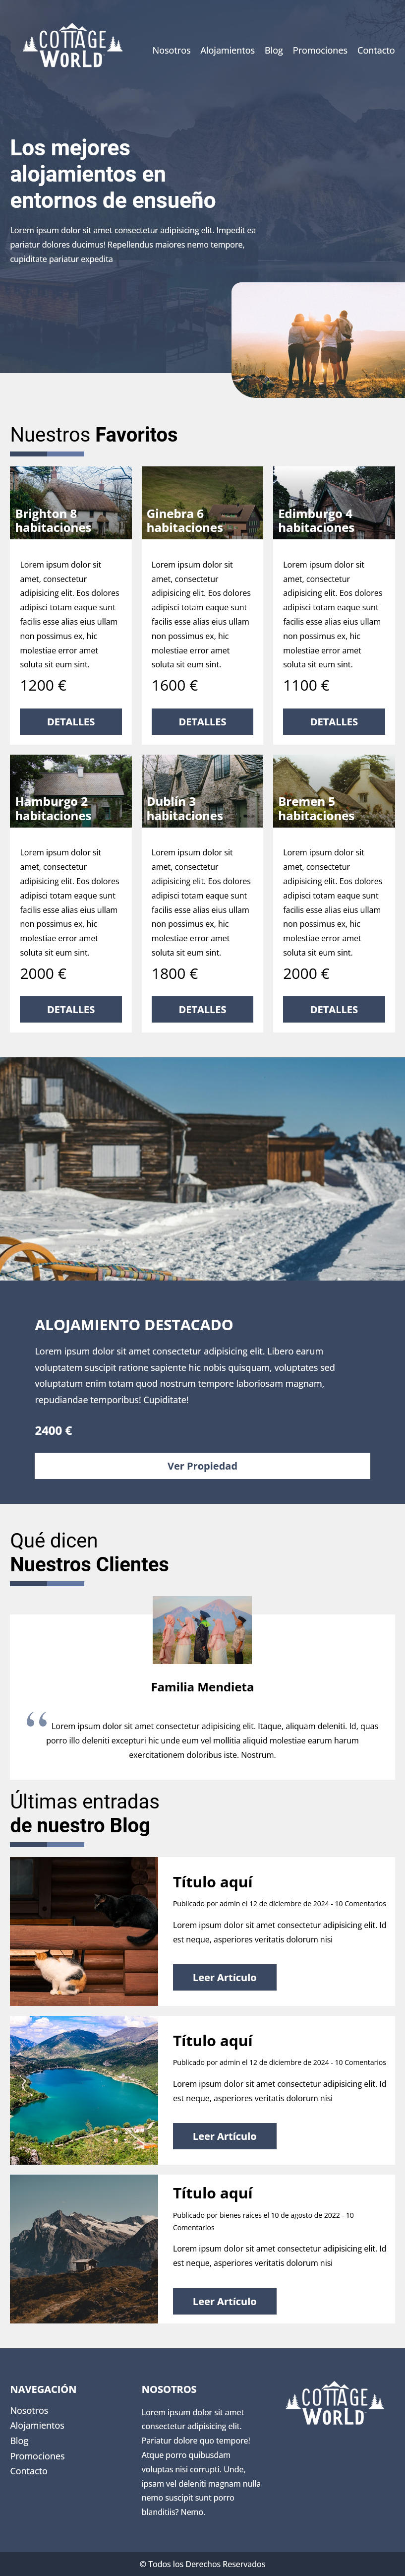 COTTAGE
WORLD
Nosotros Alojamientos Blog Promociones Contacto
Los mejores
alojamientos en
entornos de ensueño
Lorem ipsum dolor sit amet consectetur adipisicing elit. Impedit ea
pariatur dolores ducimus! Repellendus maiores nemo tempore,
cupiditate pariatur expedita
Nuestros Favoritos
Brighton 8
habitaciones
Lorem ipsum dolor sit
amet, consectetur
adipisicing elit. Eos dolores
adipisci totam eaque sunt
facilis esse alias eius ullam
non possimus ex, hic
molestiae error amet
soluta sit eum sint.
1200 €
DETALLES
Ginebra 6
habitaciones
Lorem ipsum dolor sit
amet, consectetur
adipisicing elit. Eos dolores
adipisci totam eaque sunt
facilis esse alias eius ullam
non possimus ex, hic
molestiae error amet
soluta sit eum sint.
1600 €
DETALLES
Edimburgo 4
habitaciones
Lorem ipsum dolor sit
amet, consectetur
adipisicing elit. Eos dolores
adipisci totam eaque sunt
facilis esse alias eius ullam
non possimus ex, hic
molestiae error amet
soluta sit eum sint.
1100 €
DETALLES
Hamburgo 2
habitaciones
Lorem ipsum dolor sit
amet, consectetur
adipisicing elit. Eos dolores
adipisci totam eaque sunt
facilis esse alias eius ullam
non possimus ex, hic
molestiae error amet
soluta sit eum sint.
2000 €
DETALLES
Dublín 3
habitaciones
Lorem ipsum dolor sit
amet, consectetur
adipisicing elit. Eos dolores
adipisci totam eaque sunt
facilis esse alias eius ullam
non possimus ex, hic
molestiae error amet
soluta sit eum sint.
1800 €
DETALLES
Bremen 5
habitaciones
Lorem ipsum dolor sit
amet, consectetur
adipisicing elit. Eos dolores
adipisci totam eaque sunt
facilis esse alias eius ullam
non possimus ex, hic
molestiae error amet
soluta sit eum sint.
2000 €
DETALLES
ALOJAMIENTO DESTACADO
Lorem ipsum dolor sit amet consectetur adipisicing elit. Libero earum
voluptatem suscipit ratione sapiente hic nobis quisquam, voluptates sed
voluptatum enim totam quod nostrum tempore laboriosam magnam,
repudiandae temporibus! Cupiditate!
2400 €
Ver Propiedad
Qué dicen
Nuestros Clientes
Familia Mendieta
“ Lorem ipsum dolor sit amet consectetur adipisicing elit. Itaque, aliquam deleniti. Id, quas
porro illo deleniti excepturi hic unde eum vel mollitia aliquid molestiae earum harum
exercitationem doloribus iste. Nostrum.
Últimas entradas
de nuestro Blog
Título aquí
Publicado por admin el 12 de diciembre de 2024 - 10 Comentarios
Lorem ipsum dolor sit amet consectetur adipisicing elit. Id
est neque, asperiores veritatis dolorum nisi
Leer Artículo
Título aquí
Publicado por admin el 12 de diciembre de 2024 - 10 Comentarios
Lorem ipsum dolor sit amet consectetur adipisicing elit. Id
est neque, asperiores veritatis dolorum nisi
Leer Artículo
Título aquí
Publicado por bienes raices el 10 de agosto de 2022 - 10
Comentarios
Lorem ipsum dolor sit amet consectetur adipisicing elit. Id
est neque, asperiores veritatis dolorum nisi
Leer Artículo
NAVEGACIÓN
Nosotros
Alojamientos
Blog
Promociones
Contacto
NOSOTROS
Lorem ipsum dolor sit amet
consectetur adipisicing elit.
Pariatur dolore quo tempore!
Atque porro quibusdam
voluptas nisi corrupti. Unde,
ipsam vel deleniti magnam nulla
nemo suscipit sunt porro
blanditiis? Nemo.
COTTAGE
WORLD
© Todos los Derechos Reservados